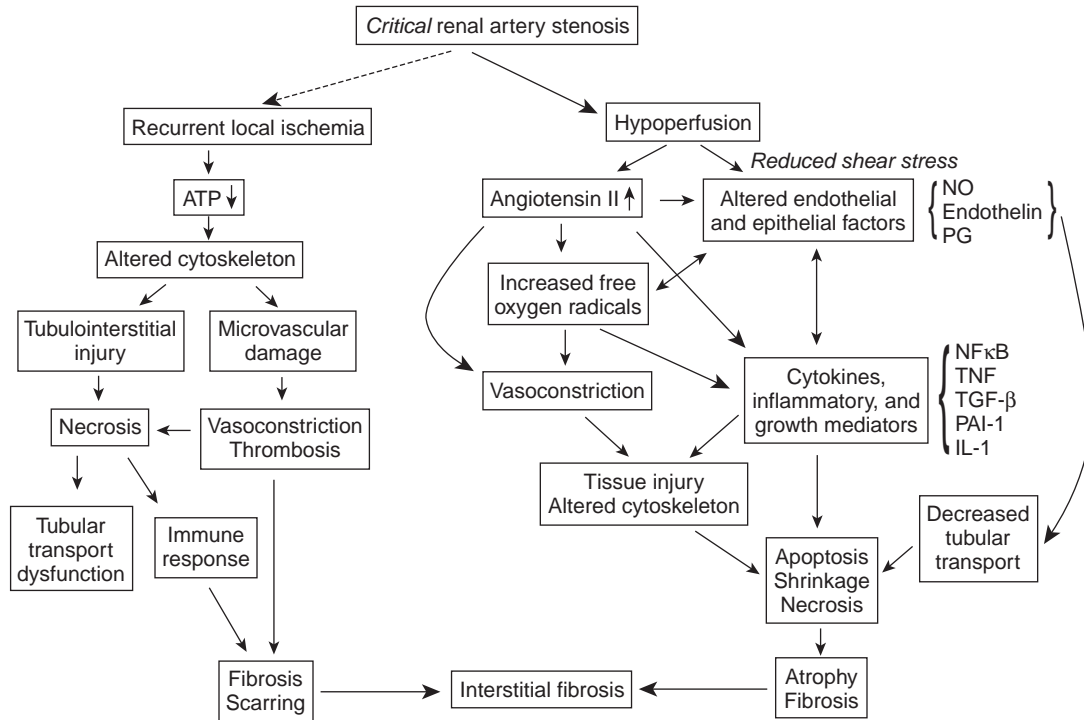 Critical renal artery stenosis
Recurrent local ischemia
Hypoperfusion
Reduced shear stress
ATP
Angiotensin II
Altered endothelial
and epithelial factors
NO
Endothelin
PG
Altered cytoskeleton
Increased free
oxygen radicals
Tubulointerstitial
injury
Microvascular
damage
Vasoconstriction
Cytokines,
inflammatory, and
growth mediators
NFκB
TNF
TGF-β
PAI-1
IL-1
Necrosis
Vasoconstriction
Thrombosis
Tissue injury
Altered cytoskeleton
Tubular
transport
dysfunction
Immune
response
Apoptosis
Shrinkage
Necrosis
Decreased
tubular
transport
Fibrosis
Scarring
Interstitial fibrosis
Atrophy
Fibrosis